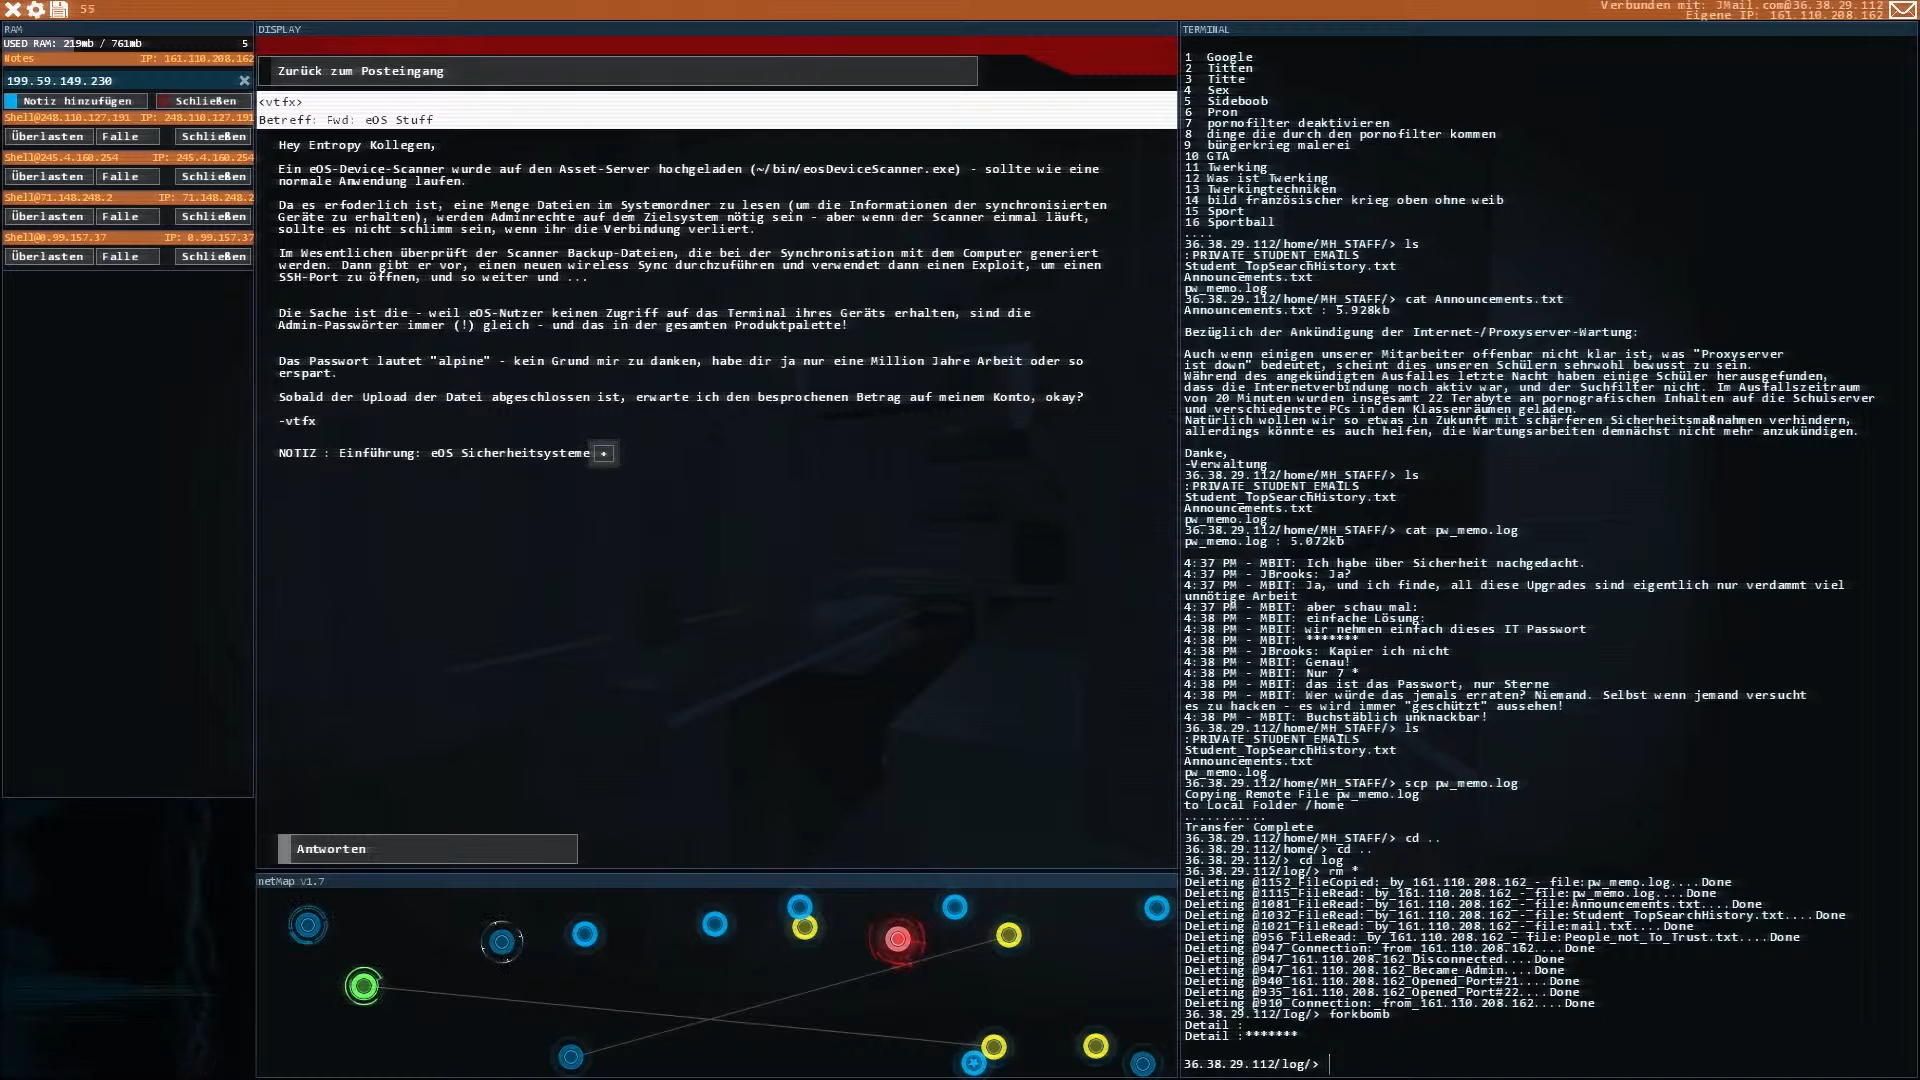 55
Verbunden mit: JMail.com@36.38.29.112
Eigene IP: 161.110.208.162
RAM
USED RAM: 219mb / 761mb 5
Notes IP: 161.110.208.162
199.59.149.230
Notiz hinzufügen Schließen
Shell@248.110.127.191 IP: 248.110.127.191
Überlasten Falle Schließen
Shell@245.4.160.254 IP: 245.4.160.254
Überlasten Falle Schließen
Shell@71.148.248.2 IP: 71.148.248.2
Überlasten Falle Schließen
Shell@0.99.157.37 IP: 0.99.157.37
Überlasten Falle Schließen
DISPLAY
Zurück zum Posteingang
<vtfx>
Betreff: Fwd: eOS Stuff
Hey Entropy Kollegen,
Ein eOS-Device-Scanner wurde auf den Asset-Server hochgeladen (~/bin/eosDeviceScanner.exe) - sollte wie eine
normale Anwendung laufen.
Da es erfoderlich ist, eine Menge Dateien im Systemordner zu lesen (um die Informationen der synchronisierten
Geräte zu erhalten), werden Adminrechte auf dem Zielsystem nötig sein - aber wenn der Scanner einmal läuft,
sollte es nicht schlimm sein, wenn ihr die Verbindung verliert.
Im Wesentlichen überprüft der Scanner Backup-Dateien, die bei der Synchronisation mit dem Computer generiert
werden. Dann gibt er vor, einen neuen wireless Sync durchzuführen und verwendet dann einen Exploit, um einen
SSH-Port zu öffnen, und so weiter und ...
Die Sache ist die - weil eOS-Nutzer keinen Zugriff auf das Terminal ihres Geräts erhalten, sind die
Admin-Passwörter immer (!) gleich - und das in der gesamten Produktpalette!
Das Passwort lautet "alpine" - kein Grund mir zu danken, habe dir ja nur eine Million Jahre Arbeit oder so
erspart.
Sobald der Upload der Datei abgeschlossen ist, erwarte ich den besprochenen Betrag auf meinem Konto, okay?
-vtfx
NOTIZ : Einführung: eOS Sicherheitsysteme +
Antworten
netMap v1.7
TERMINAL
1 Google
2 Titten
3 Titte
4 Sex
5 Sideboob
6 Pron
7 pornofilter deaktivieren
8 dinge die durch den pornofilter kommen
9 bürgerkrieg malerei
10 GTA
11 Twerking
12 Was ist Twerking
13 Twerkingtechniken
14 bild französischer krieg oben ohne weib
15 Sport
16 Sportball
....
36.38.29.112/home/MH_STAFF/> ls
:PRIVATE_STUDENT_EMAILS
Student_TopSearchHistory.txt
Announcements.txt
pw_memo.log
36.38.29.112/home/MH_STAFF/> cat Announcements.txt
Announcements.txt : 5.928kb
Bezüglich der Ankündigung der Internet-/Proxyserver-Wartung:
Auch wenn einigen unserer Mitarbeiter offenbar nicht klar ist, was "Proxyserver
ist down" bedeutet, scheint dies unseren Schülern sehrwohl bewusst zu sein.
Während des angekündigten Ausfalles letzte Nacht haben einige Schüler herausgefunden,
dass die Internetverbindung noch aktiv war, und der Suchfilter nicht. Im Ausfallszeitraum
von 20 Minuten wurden insgesamt 22 Terabyte an pornografischen Inhalten auf die Schulserver
und verschiedenste PCs in den Klassenräumen geladen.
Natürlich wollen wir so etwas in Zukunft mit schärferen Sicherheitsmaßnahmen verhindern,
allerdings könnte es auch helfen, die Wartungsarbeiten demnächst nicht mehr anzukündigen.
Danke,
-Verwaltung
36.38.29.112/home/MH_STAFF/> ls
:PRIVATE_STUDENT_EMAILS
Student_TopSearchHistory.txt
Announcements.txt
pw_memo.log
36.38.29.112/home/MH_STAFF/> cat pw_memo.log
pw_memo.log : 5.072kb
4:37 PM - MBIT: Ich habe über Sicherheit nachgedacht.
4:37 PM - JBrooks: Ja?
4:37 PM - MBIT: Ja, und ich finde, all diese Upgrades sind eigentlich nur verdammt viel
unnötige Arbeit
4:37 PM - MBIT: aber schau mal:
4:38 PM - MBIT: einfache Lösung:
4:38 PM - MBIT: wir nehmen einfach dieses IT Passwort
4:38 PM - MBIT: *******
4:38 PM - JBrooks: Kapier ich nicht
4:38 PM - MBIT: Genau!
4:38 PM - MBIT: Nur 7 *
4:38 PM - MBIT: das ist das Passwort, nur Sterne
4:38 PM - MBIT: Wer würde das jemals erraten? Niemand. Selbst wenn jemand versucht
es zu hacken - es wird immer "geschützt" aussehen!
4:38 PM - MBIT: Buchstäblich unknackbar!
36.38.29.112/home/MH_STAFF/> ls
:PRIVATE_STUDENT_EMAILS
Student_TopSearchHistory.txt
Announcements.txt
pw_memo.log
36.38.29.112/home/MH_STAFF/> scp pw_memo.log
Copying Remote File pw_memo.log
to Local Folder /home
...........
Transfer Complete
36.38.29.112/home/MH_STAFF/> cd ..
36.38.29.112/home/> cd ..
36.38.29.112/> cd log
36.38.29.112/log/> rm *
Deleting @1152_FileCopied:_by_161.110.208.162_-_file:pw_memo.log....Done
Deleting @1115_FileRead:_by_161.110.208.162_-_file:pw_memo.log....Done
Deleting @1081_FileRead:_by_161.110.208.162_-_file:Announcements.txt....Done
Deleting @1032_FileRead:_by_161.110.208.162_-_file:Student_TopSearchHistory.txt....Done
Deleting @1021_FileRead:_by_161.110.208.162_-_file:mail.txt....Done
Deleting @956_FileRead:_by_161.110.208.162_-_file:People_not_To_Trust.txt....Done
Deleting @947_Connection:_from_161.110.208.162....Done
Deleting @947_161.110.208.162_Disconnected....Done
Deleting @947_161.110.208.162_Became_Admin....Done
Deleting @940_161.110.208.162_Opened_Port#21....Done
Deleting @935_161.110.208.162_Opened_Port#22....Done
Deleting @910_Connection:_from_161.110.208.162....Done
36.38.29.112/log/> forkbomb
Detail :
Detail :*******
36.38.29.112/log/>